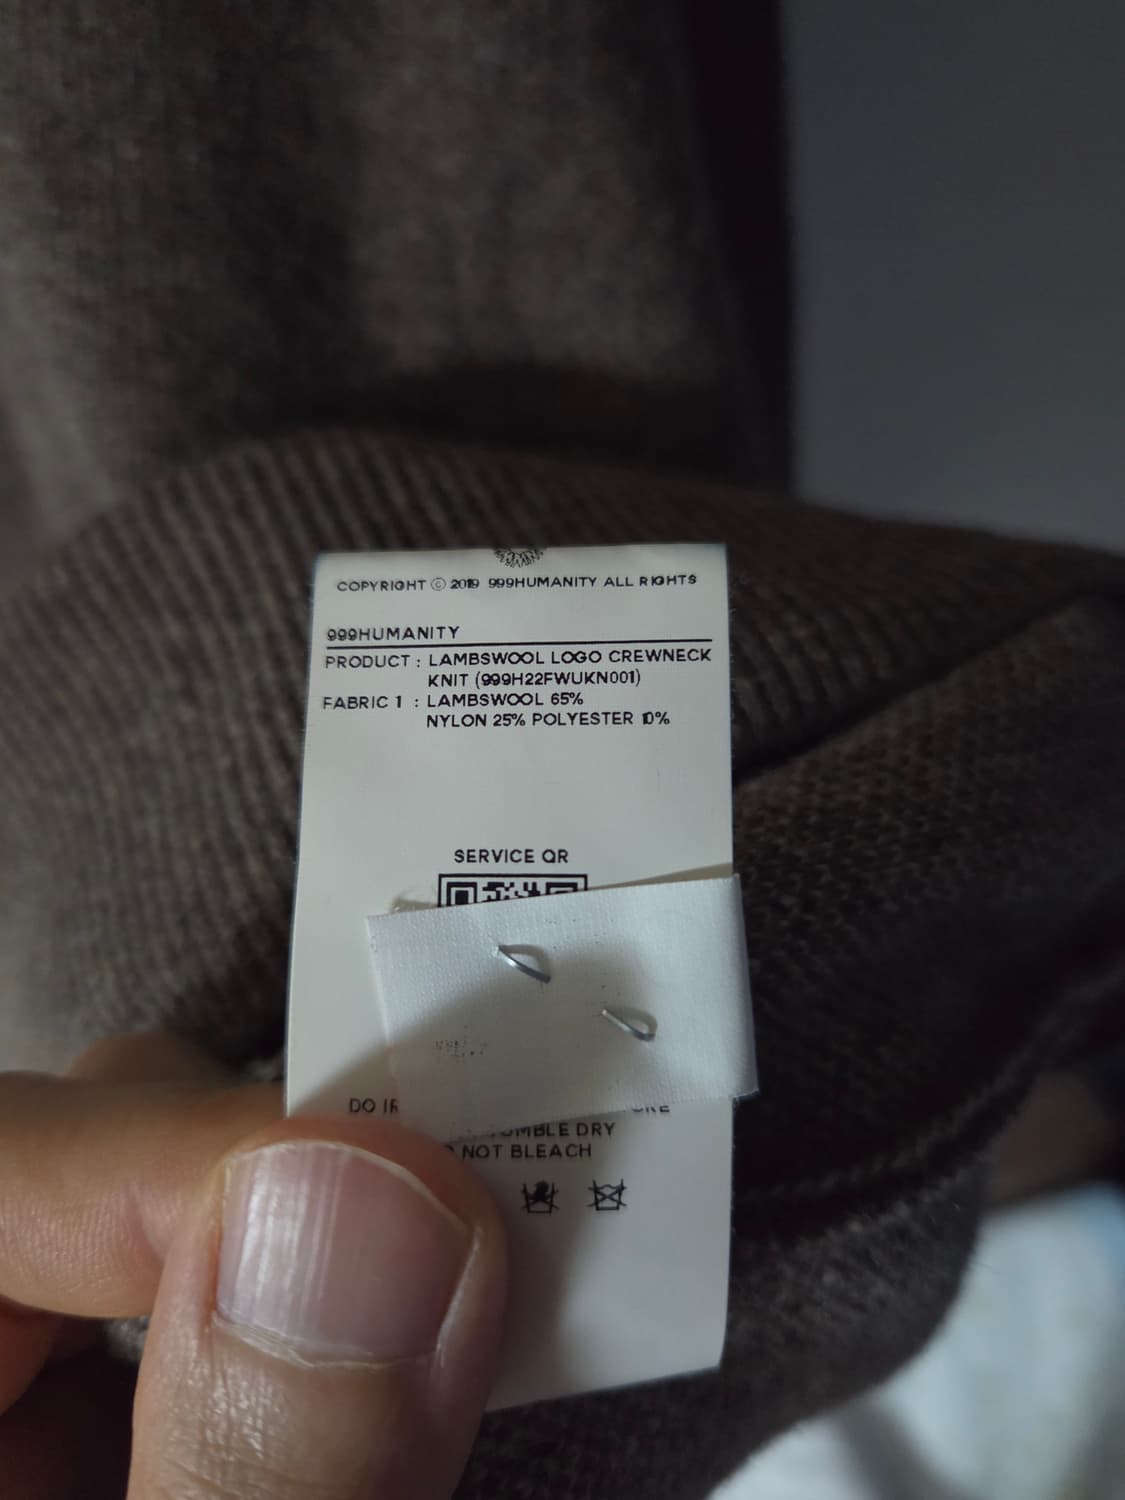 COPYRIGHT © 2019 999HUMANITY ALL RIGHTS
999HUMANITY
PRODUCT : LAMBSWOOL LOGO CREWNECK
KNIT (999H22FWUKN001)
FABRIC 1 : LAMBSWOOL 65%
NYLON 25% POLYESTER 10%
SERVICE QR
DO
DRY
NOT BLEACH